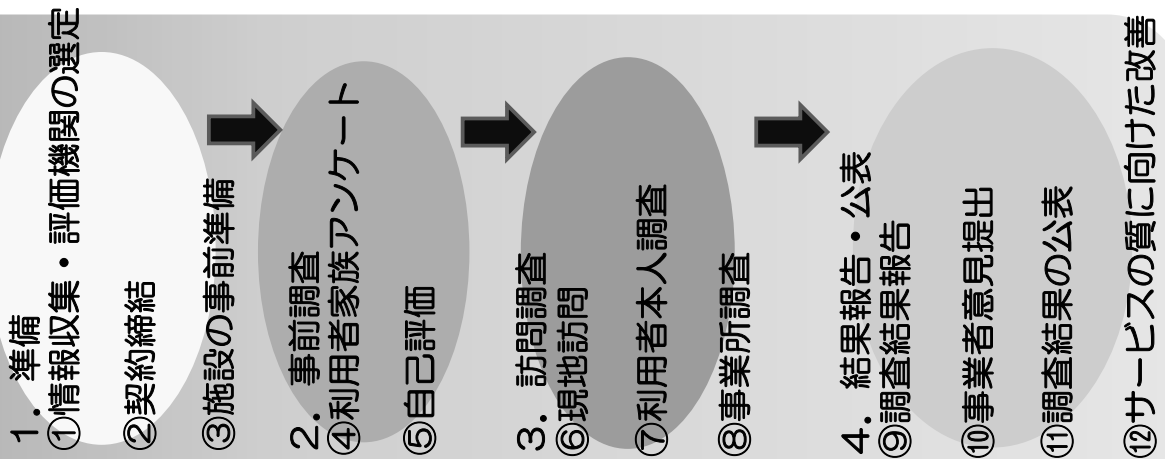 1．準備
①情報収集・評価機関の選定
②契約締結
③施設の事前準備
2．事前調査
④利用者家族アンケート
⑤自己評価
3．訪問調査
⑥現地訪問
⑦利用者本人調査
⑧事業所調査
4．結果報告・公表
⑨調査結果報告
⑩事業者意見提出
⑪調査結果の公表
⑫サービスの質に向けた改善